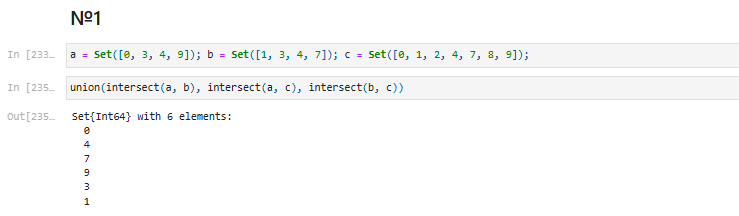 №1
In [233…
a = Set([0, 3, 4, 9]); b = Set([1, 3, 4, 7]); c = Set([0, 1, 2, 4, 7, 8, 9]);
In [235…
union(intersect(a, b), intersect(a, c), intersect(b, c))
Out[235…
Set{Int64} with 6 elements:
0
4
7
9
3
1